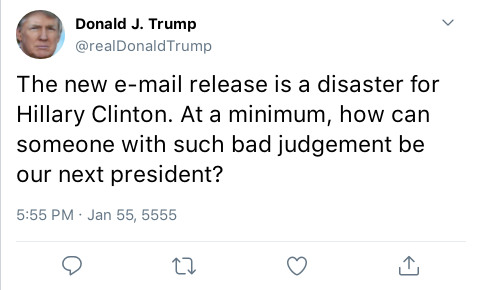 Donald J. Trump
@realDonaldTrump
The new e-mail release is a disaster for
Hillary Clinton. At a minimum, how can
someone with such bad judgement be
our next president?
5:55 PM · Jan 55, 5555